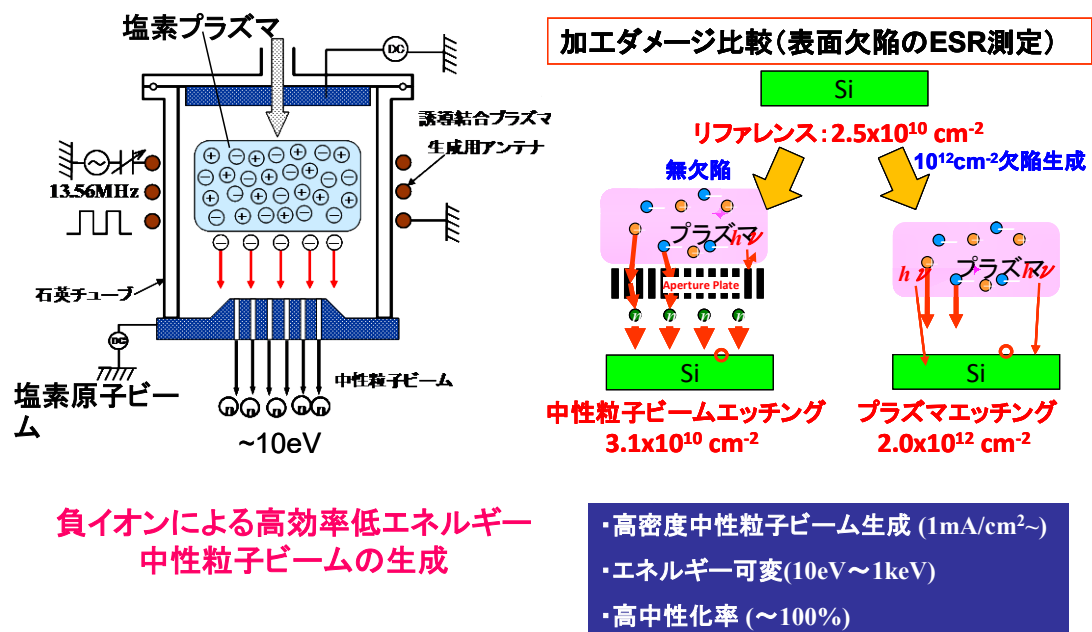 塩素プラズマ
DC
誘導結合プラズマ
生成用アンテナ
13.56MHz
石英チューブ
DC
塩素原子ビー
ム
中性粒子ビーム
n n n n n
~10eV
負イオンによる高効率低エネルギー
中性粒子ビームの生成
加工ダメージ比較（表面欠陥のESR測定）
Si
リファレンス：2.5x10¹⁰ cm⁻²
無欠陥
10¹²cm⁻²欠陥生成
プラズマ
hν
Aperture Plate
n n n n
Si
中性粒子ビームエッチング
3.1x10¹⁰ cm⁻²
プラズマ
hν hν
Si
プラズマエッチング
2.0x10¹² cm⁻²
・高密度中性粒子ビーム生成 (1mA/cm²~)
・エネルギー可変(10eV～1keV)
・高中性化率 (～100%)